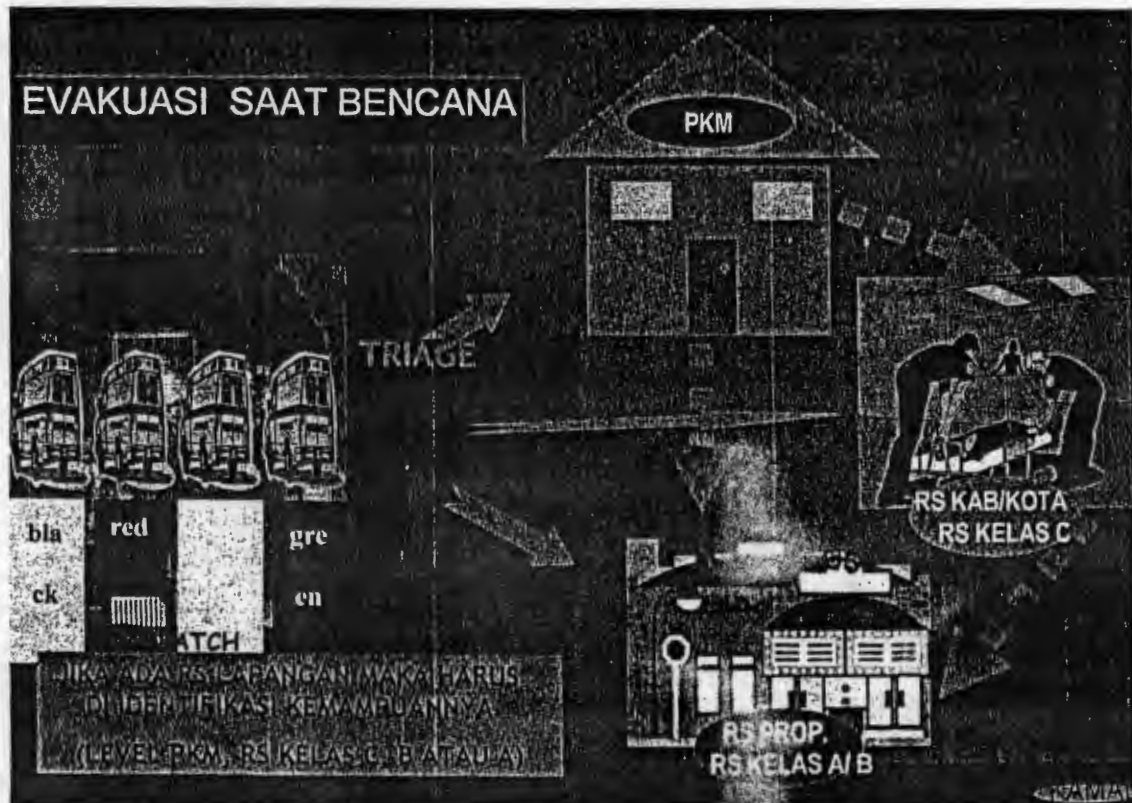 EVAKUASI SAAT BENCANA
PKM
TRIAGE
RS KAB/KOTA
RS KELAS C
bla
ck
red
gre
en
ATCH
JIKA ADA RS LAPANGAN MAKA HARUS
DI IDENTIFIKASI KEMAMPUANNYA
(LEVEL PKM, RS KELAS C, B ATAU A)
RS PROP.
RS KELAS A/ B